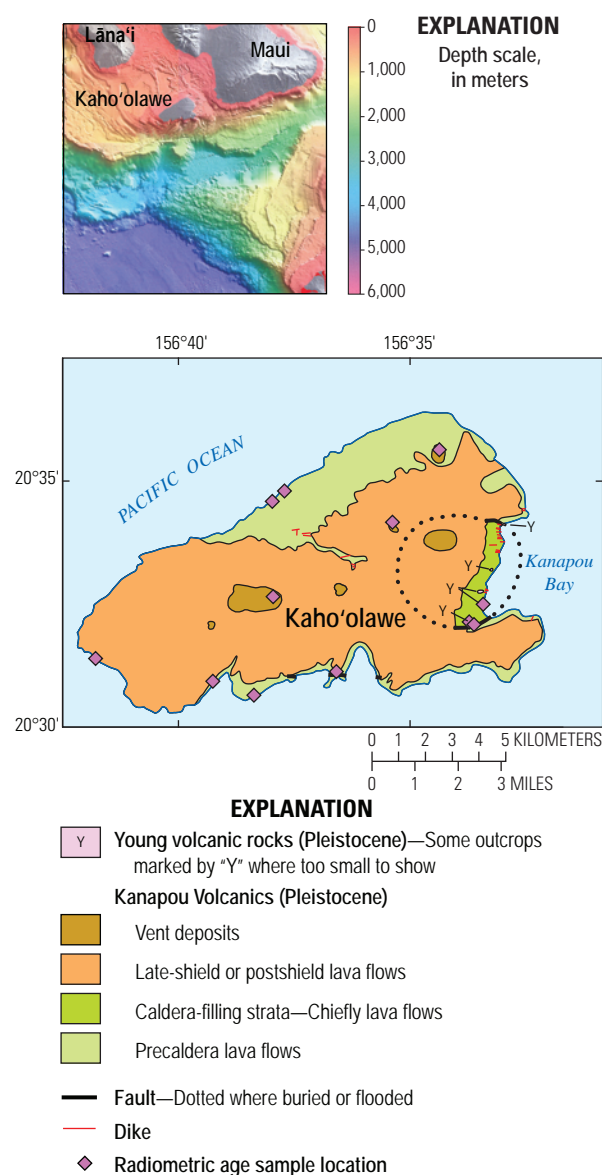 Lāna‘i
Maui
Kaho‘olawe
0
1,000
2,000
3,000
4,000
5,000
6,000
EXPLANATION
Depth scale,
in meters
156°40'
156°35'
20°35'
20°30'
PACIFIC OCEAN
Y
Y
Y
Y
Kanapou
Bay
Kaho‘olawe
0 1 2 3 4 5 KILOMETERS
0 1 2 3 MILES
EXPLANATION
Y Young volcanic rocks (Pleistocene)—Some outcrops
marked by “Y” where too small to show
Kanapou Volcanics (Pleistocene)
Vent deposits
Late-shield or postshield lava flows
Caldera-filling strata—Chiefly lava flows
Precaldera lava flows
Fault—Dotted where buried or flooded
Dike
Radiometric age sample location